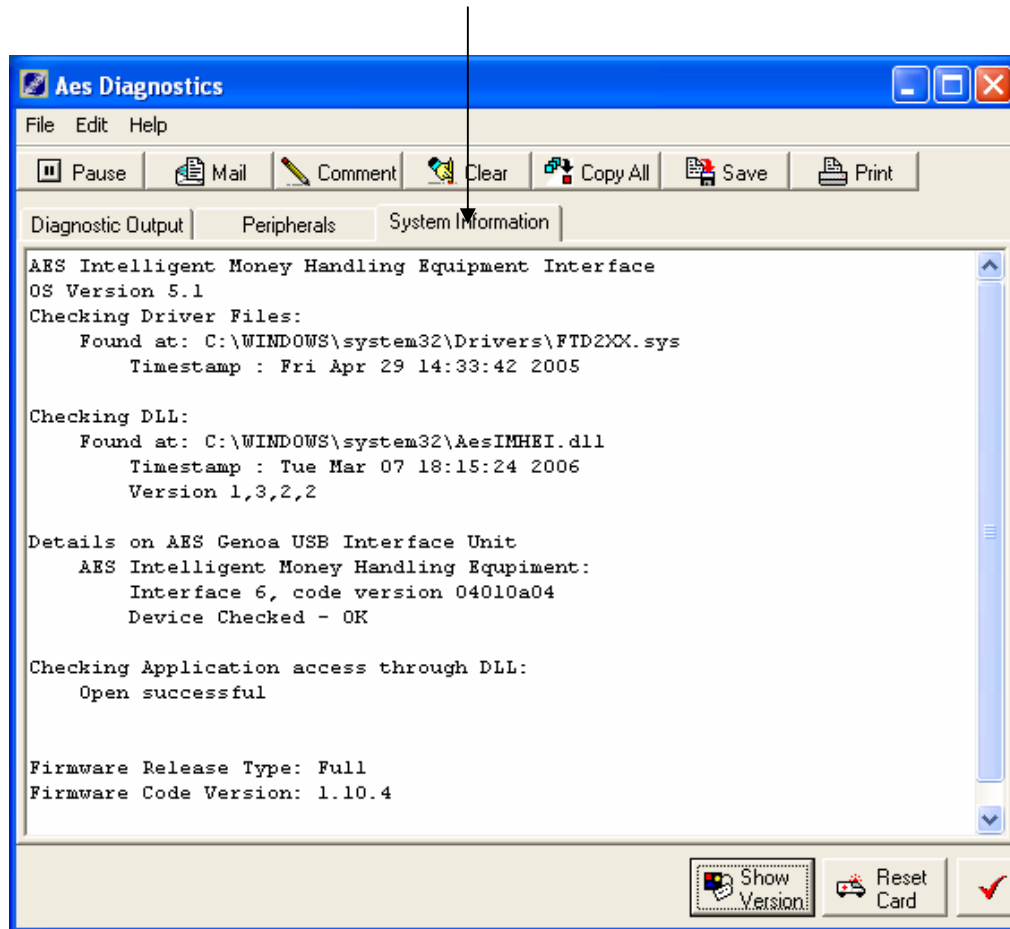 Aes Diagnostics
File Edit Help
Pause Mail Comment Clear Copy All Save Print
Diagnostic Output Peripherals System Information
AES Intelligent Money Handling Equipment Interface
OS Version 5.1
Checking Driver Files:
Found at: C:\WINDOWS\system32\Drivers\FTD2XX.sys
Timestamp : Fri Apr 29 14:33:42 2005
Checking DLL:
Found at: C:\WINDOWS\system32\AesIMHEI.dll
Timestamp : Tue Mar 07 18:15:24 2006
Version 1,3,2,2
Details on AES Genoa USB Interface Unit
AES Intelligent Money Handling Equpiment:
Interface 6, code version 04010a04
Device Checked - OK
Checking Application access through DLL:
Open successful
Firmware Release Type: Full
Firmware Code Version: 1.10.4
Show Version
Reset Card